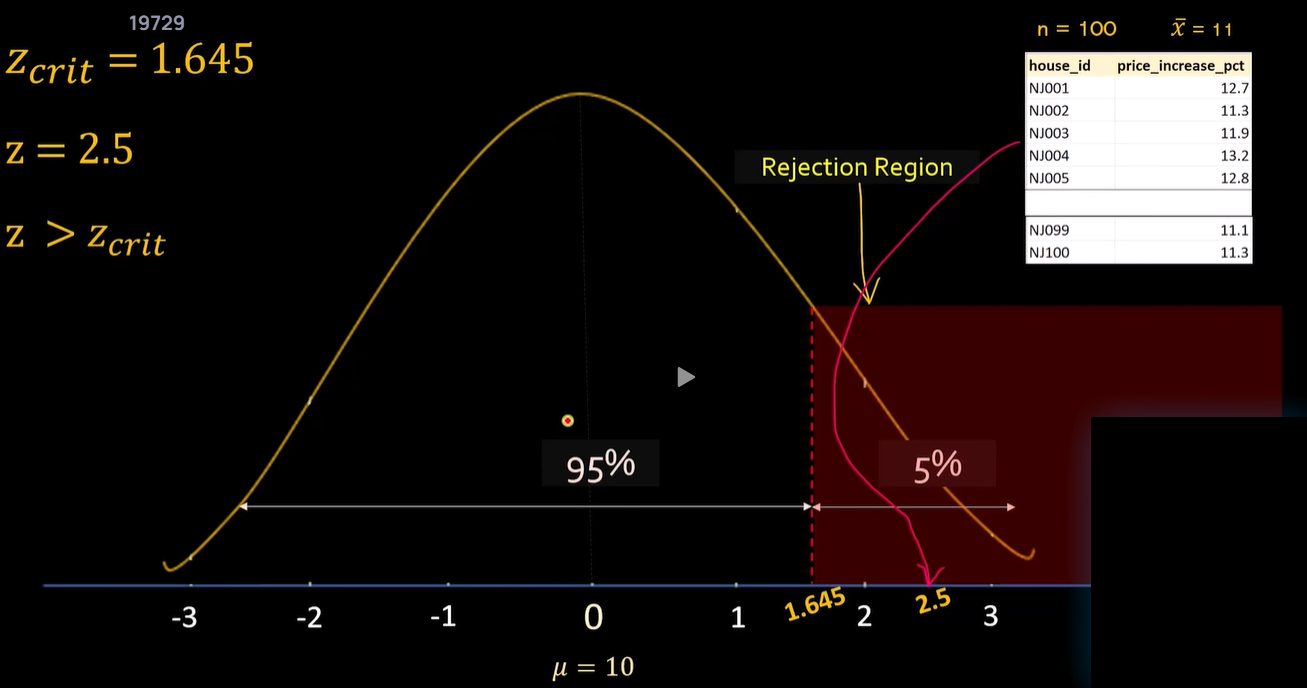 19729
z_crit = 1.645
z = 2.5
z > z_crit
n = 100 x̄ = 11
house_id price_increase_pct
NJ001 12.7
NJ002 11.3
NJ003 11.9
NJ004 13.2
NJ005 12.8
NJ099 11.1
NJ100 11.3
Rejection Region
95% 5%
-3 -2 -1 0 1 1.645 2 2.5 3
μ = 10